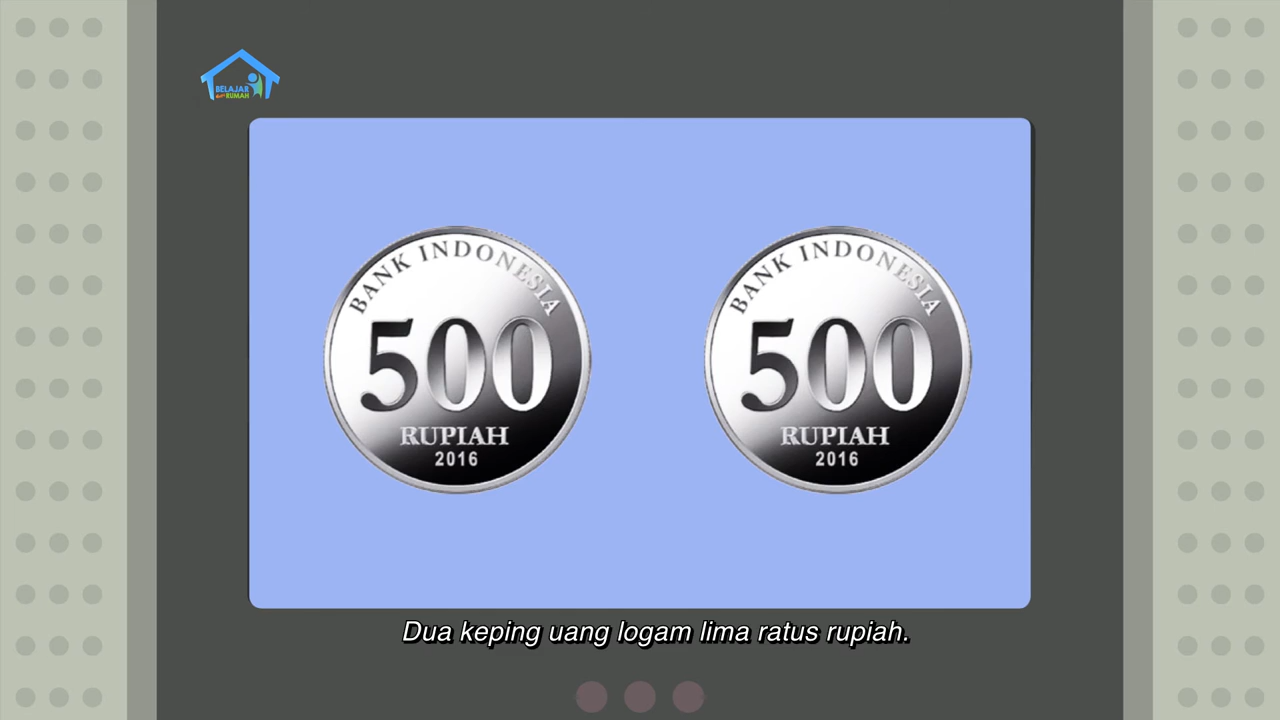 BELAJAR
dari RUMAH
BANK INDONESIA
500
RUPIAH
2016
BANK INDONESIA
500
RUPIAH
2016
Dua keping uang logam lima ratus rupiah.